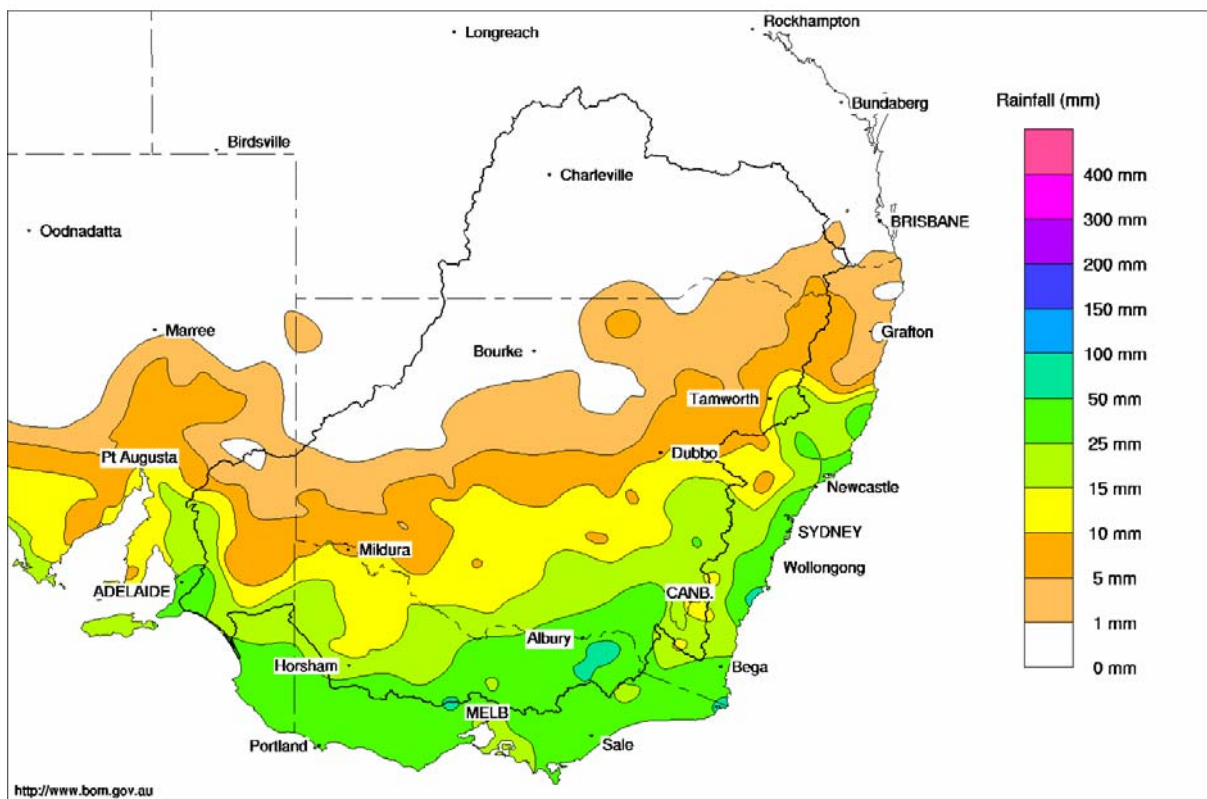 Rockhampton
Longreach
Bundaberg
Rainfall (mm)
Birdsville
Charleville
400 mm
300 mm
Oodnadatta
BRISBANE
200 mm
150 mm
Marree
Grafton
100 mm
Bourke
50 mm
Tamworth
25 mm
Pt Augusta
Dubbo
Newcastle
15 mm
SYDNEY
10 mm
Mildura
Wollongong
5 mm
ADELAIDE
CANB.
1 mm
Albury
Horsham
Bega
0 mm
MELB
Portland
Sale
http://www.bom.gov.au